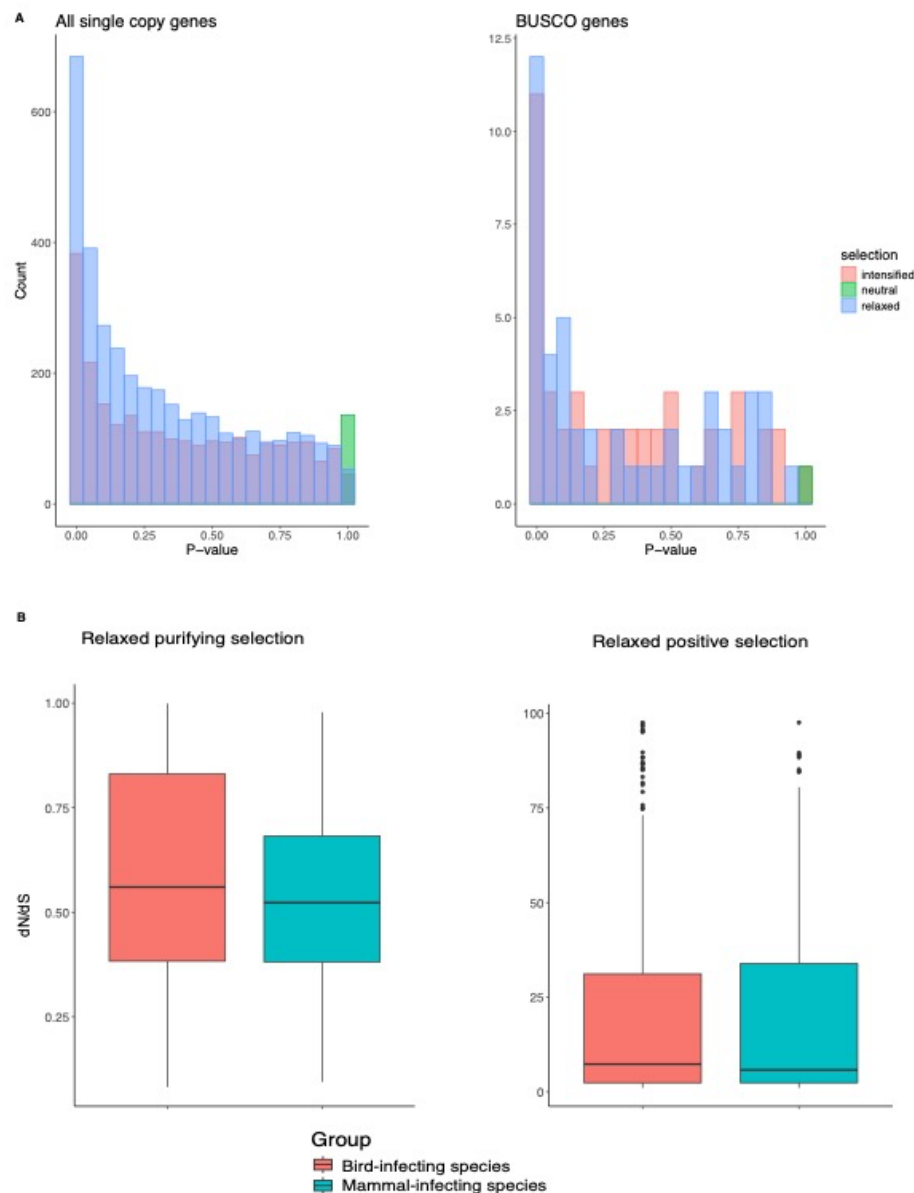 A
All single copy genes
BUSCO genes
600
400
200
0
Count
0.00 0.25 0.50 0.75 1.00
P-value
12.5
10.0
7.5
5.0
2.5
0.0
0.00 0.25 0.50 0.75 1.00
P-value
selection
intensified
neutral
relaxed
B
Relaxed purifying selection
Relaxed positive selection
1.00
0.75
0.50
0.25
dN/dS
100
75
50
25
0
Group
Bird-infecting species
Mammal-infecting species